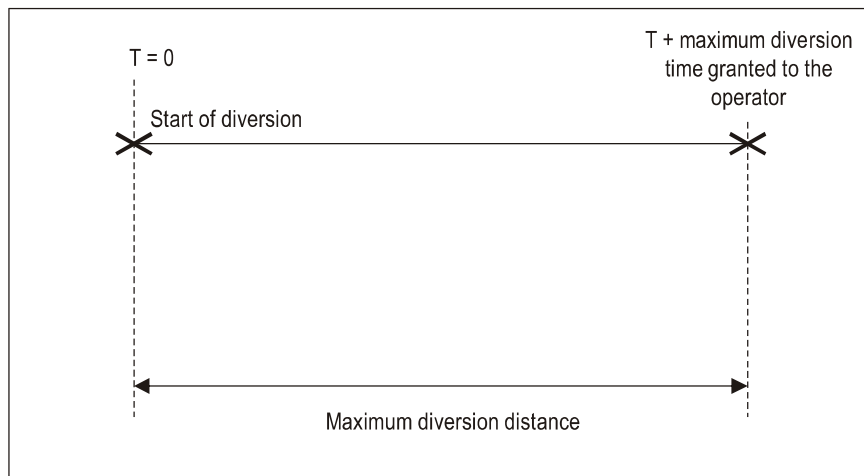 T = 0
T + maximum diversion
time granted to the
operator
Start of diversion
Maximum diversion distance